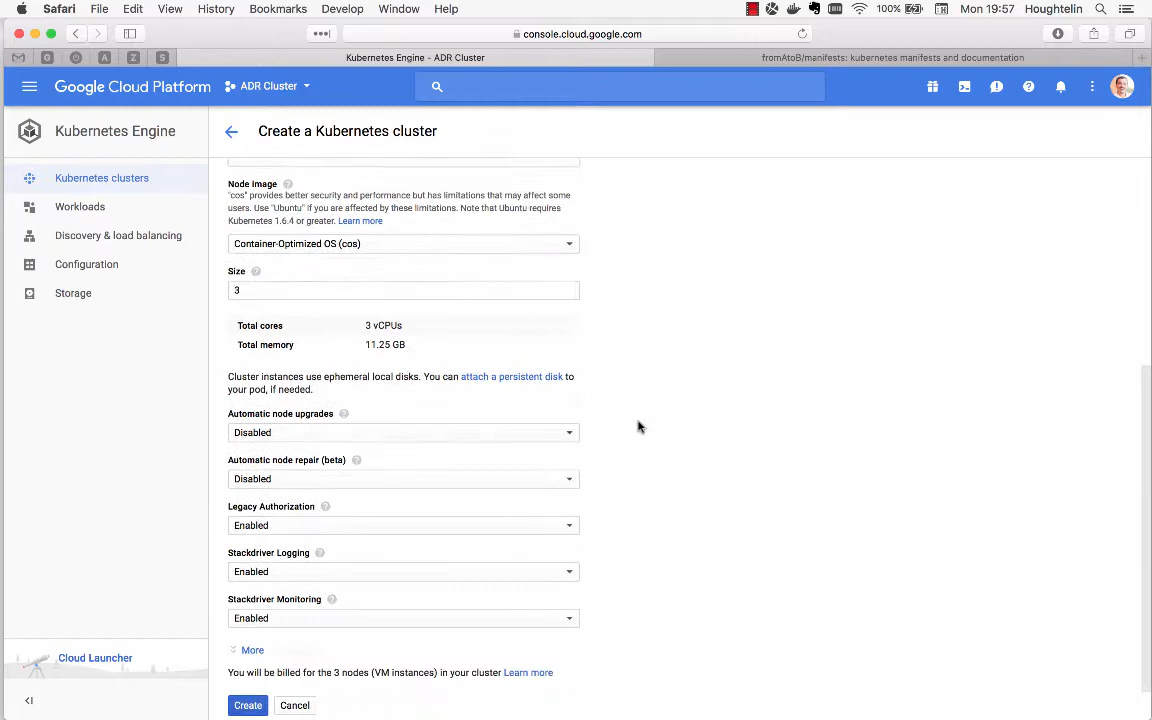 Safari File Edit View History Bookmarks Develop Window Help 100% Mon 19:57 Houghtelin
console.cloud.google.com
G A Z S Kubernetes Engine - ADR Cluster fromAtoB/manifests: kubernetes manifests and documentation
Google Cloud Platform ADR Cluster
Kubernetes Engine
Create a Kubernetes cluster
Kubernetes clusters
Workloads
Discovery & load balancing
Configuration
Storage
Node image
"cos" provides better security and performance but has limitations that may affect some
users. Use "Ubuntu" if you are affected by these limitations. Note that Ubuntu requires
Kubernetes 1.6.4 or greater. Learn more
Container-Optimized OS (cos)
Size
3
Total cores 3 vCPUs
Total memory 11.25 GB
Cluster instances use ephemeral local disks. You can attach a persistent disk to
your pod, if needed.
Automatic node upgrades
Disabled
Automatic node repair (beta)
Disabled
Legacy Authorization
Enabled
Stackdriver Logging
Enabled
Stackdriver Monitoring
Enabled
More
You will be billed for the 3 nodes (VM instances) in your cluster Learn more
Create Cancel
Cloud Launcher